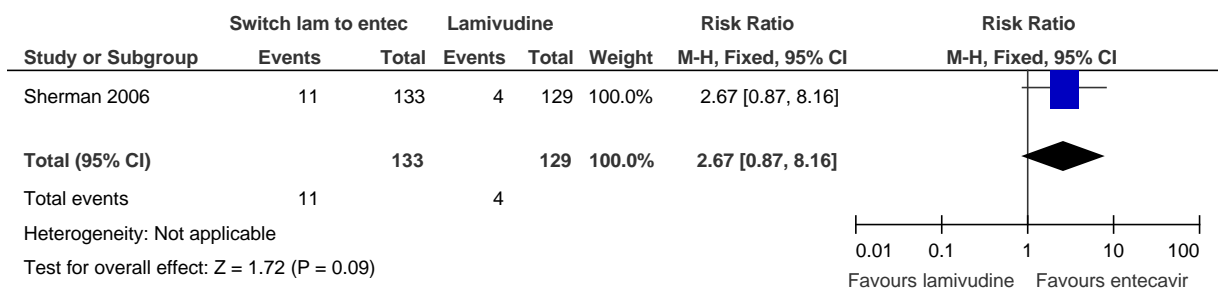 Switch lam to entec Lamivudine Risk Ratio Risk Ratio
Study or Subgroup Events Total Events Total Weight M-H, Fixed, 95% CI M-H, Fixed, 95% CI
Sherman 2006 11 133 4 129 100.0% 2.67 [0.87, 8.16]
Total (95% CI) 133 129 100.0% 2.67 [0.87, 8.16]
Total events 11 4
Heterogeneity: Not applicable
Test for overall effect: Z = 1.72 (P = 0.09)
0.01 0.1 1 10 100
Favours lamivudine Favours entecavir